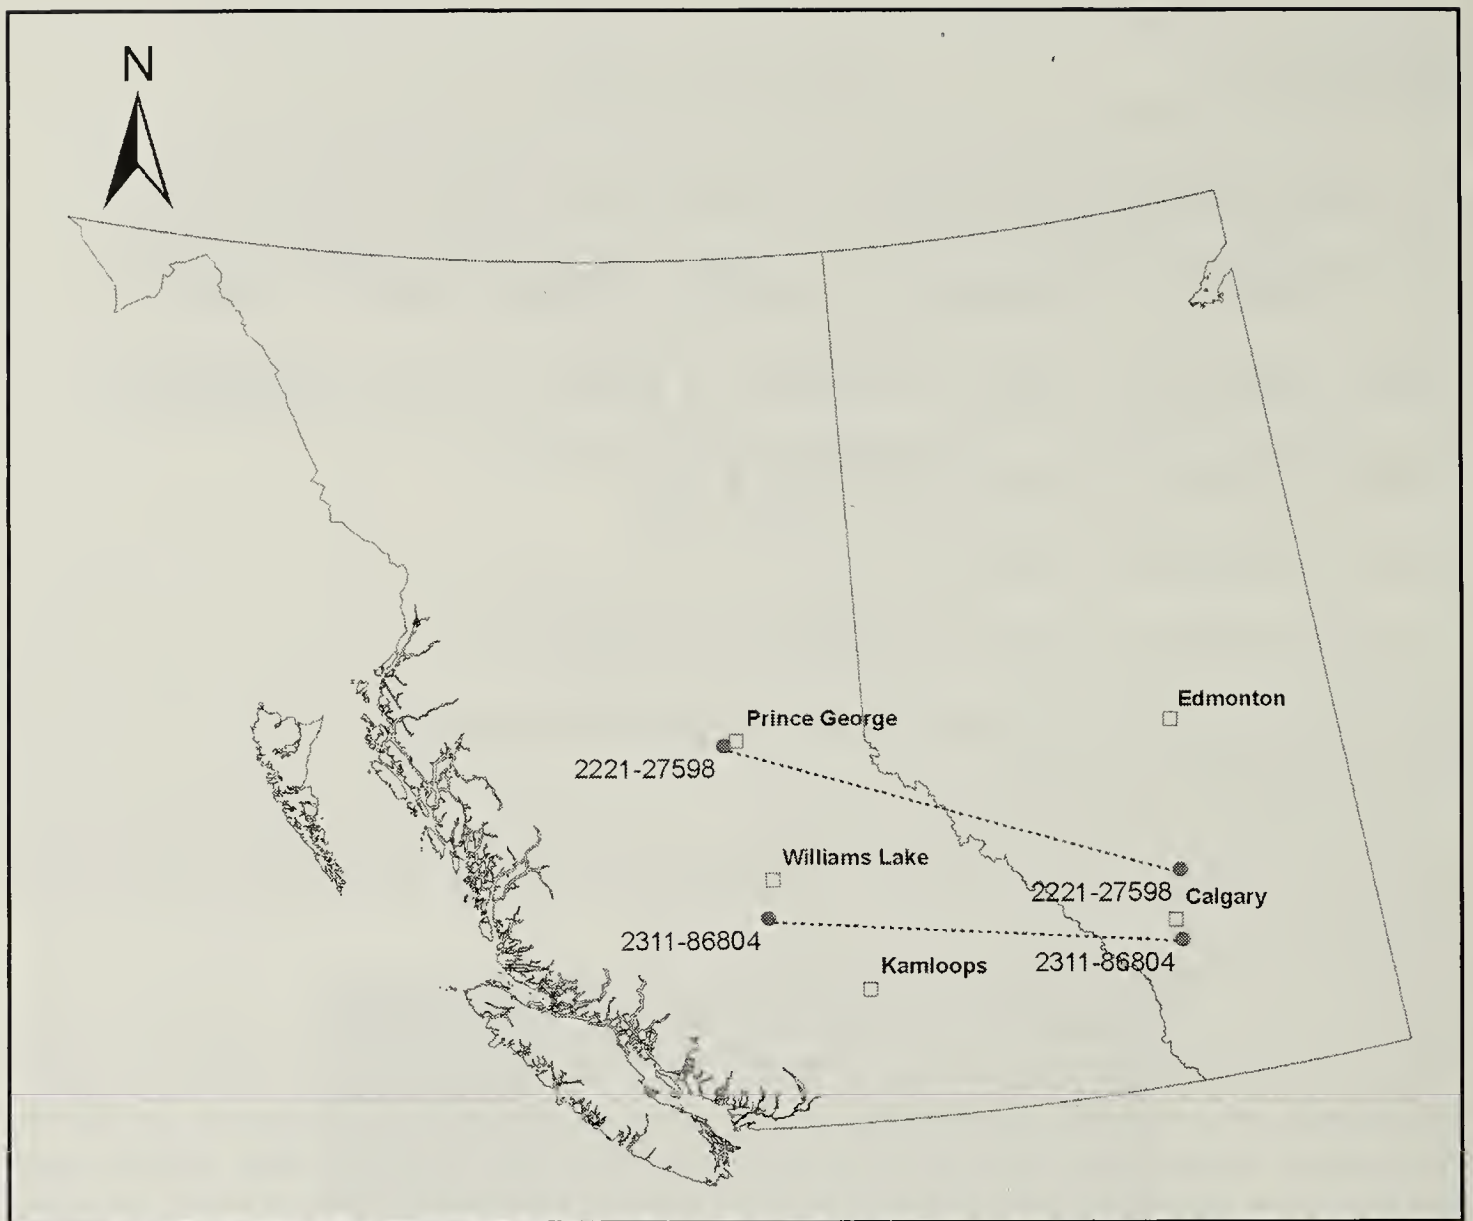 N
Edmonton
Prince George
2221-27598
Williams Lake
2221-27598
Calgary
2311-86804
2311-86804
Kamloops